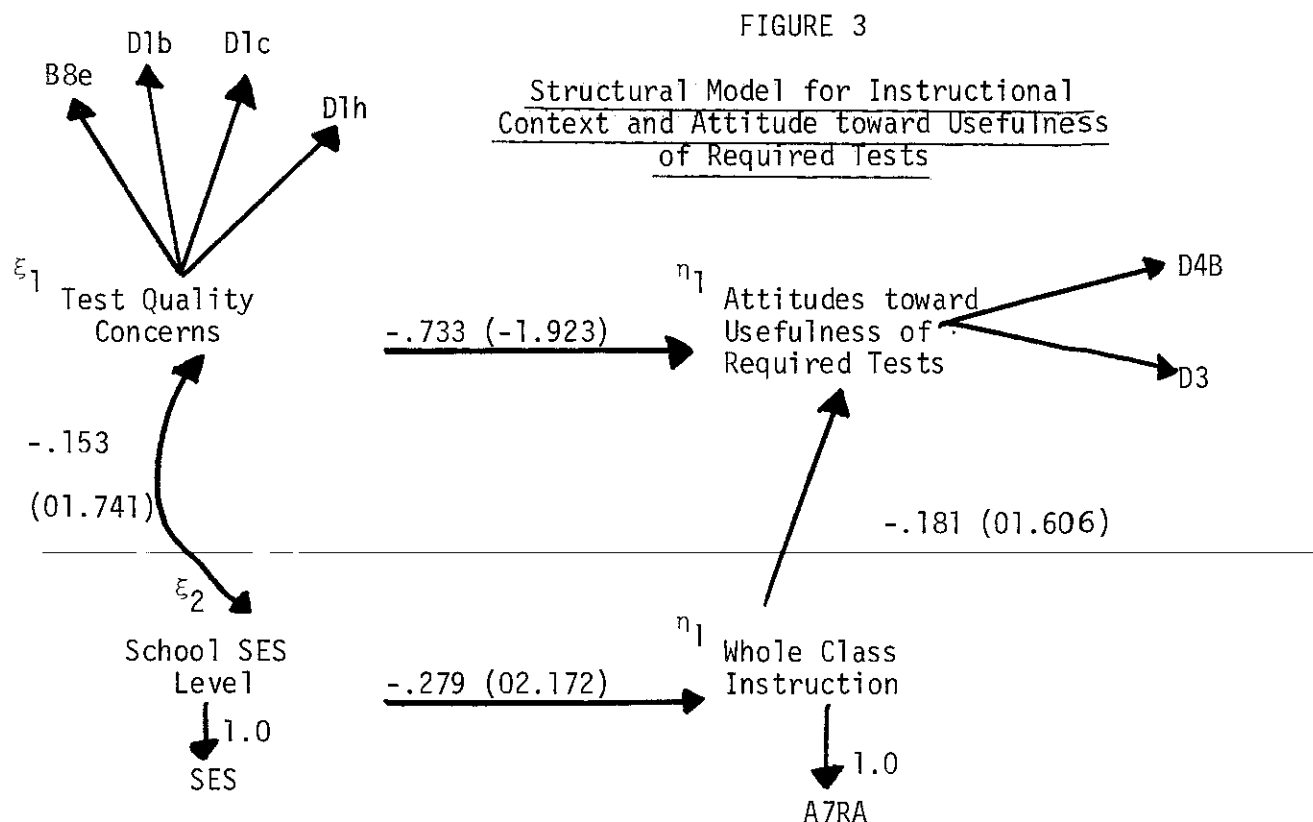 FIGURE 3
Structural Model for Instructional
Context and Attitude toward Usefulness
of Required Tests
B8e
D1b
D1c
D1h
ξ1
Test Quality
Concerns
-.733 (-1.923)
η1
Attitudes toward
Usefulness of
Required Tests
D4B
D3
-.153
(01.741)
-.181 (01.606)
ξ2
School SES
Level
1.0
SES
-.279 (02.172)
η1
Whole Class
Instruction
1.0
A7RA